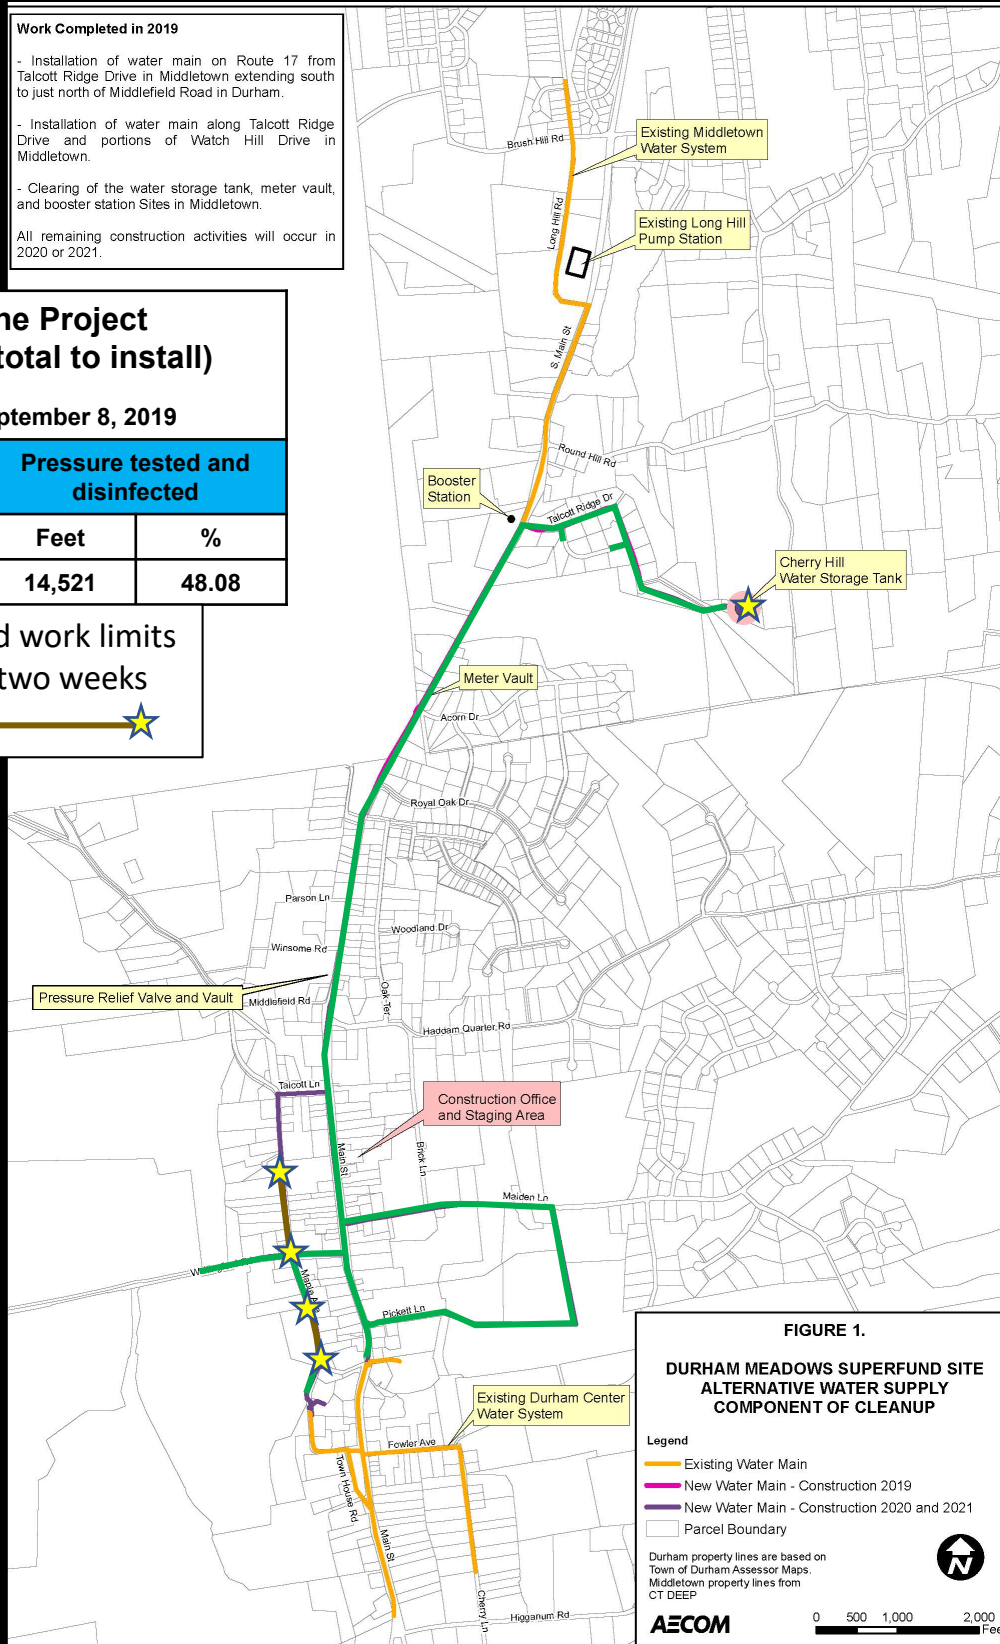 Work Completed in 2019
- Installation of water main on Route 17 from
Talcott Ridge Drive in Middletown extending south
to just north of Middlefield Road in Durham.
- Installation of water main along Talcott Ridge
Drive and portions of Watch Hill Drive in
Middletown.
- Clearing of the water storage tank, meter vault,
and booster station Sites in Middletown.
All remaining construction activities will occur in
2020 or 2021.
ne Project
total to install)
ptember 8, 2019
Pressure tested and
disinfected
Feet %
14,521 48.08
d work limits
two weeks
Brush Hill Rd
Existing Middletown
Water System
Long Hill Rd
Existing Long Hill
Pump Station
S. Main St
Round Hill Rd
Booster
Station
Talcott Ridge Dr
Cherry Hill
Water Storage Tank
Meter Vault
Acorn Dr
Royal Oak Dr
Parson Ln
Woodland Dr
Winsome Rd
Oak Ter
Pressure Relief Valve and Vault
Middlefield Rd
Haddam Quarter Rd
Talcott Ln
Construction Office
and Staging Area
Main St
Brick Ln
Maiden Ln
W
Maple A
Pickett Ln
Existing Durham Center
Water System
Fowler Ave
Town House Rd
Main St
Cherry Ln
Higganum Rd
FIGURE 1.
DURHAM MEADOWS SUPERFUND SITE
ALTERNATIVE WATER SUPPLY
COMPONENT OF CLEANUP
Legend
Existing Water Main
New Water Main - Construction 2019
New Water Main - Construction 2020 and 2021
Parcel Boundary
Durham property lines are based on
Town of Durham Assessor Maps.
Middletown property lines from
CT DEEP
N
AECOM
0 500 1,000 2,000
Fee